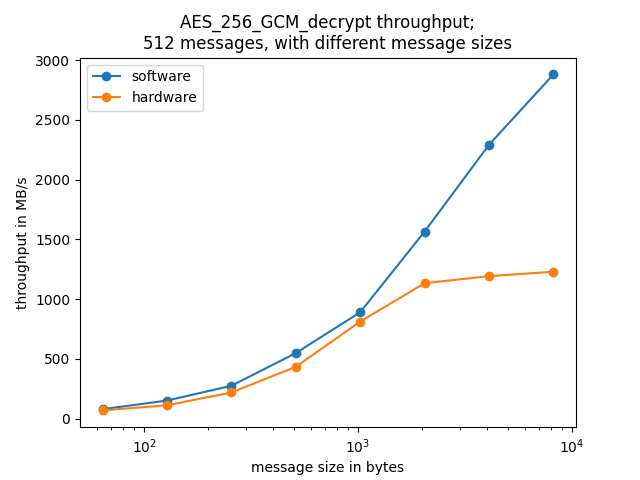 AES_256_GCM_decrypt throughput;
512 messages, with different message sizes
software
hardware
throughput in MB/s
3000
2500
2000
1500
1000
500
0
10²
10³
10⁴
message size in bytes